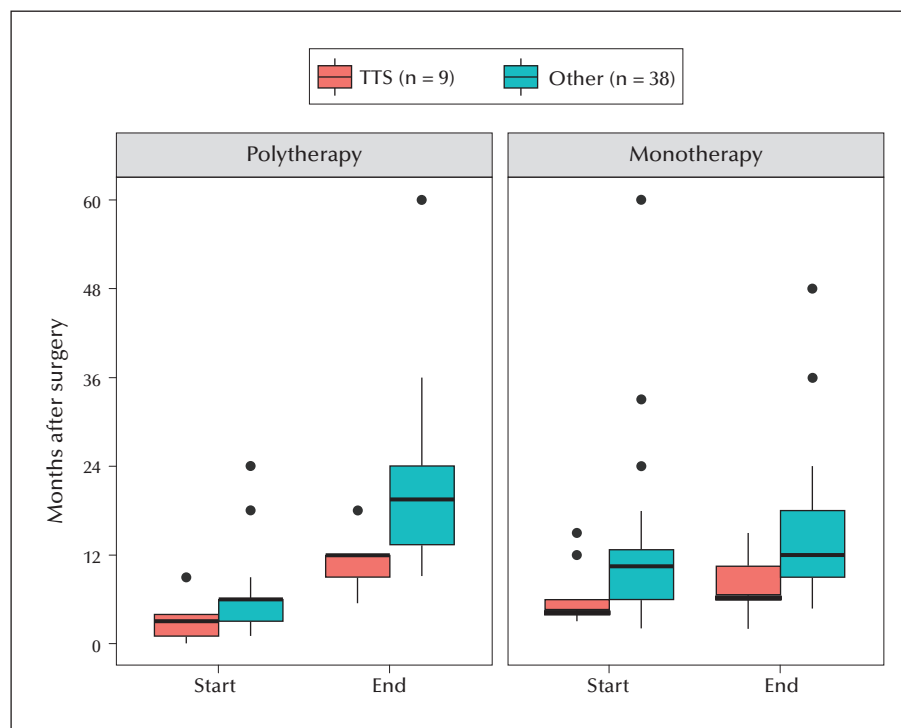 TTS (n = 9) Other (n = 38)
Polytherapy Monotherapy
Months after surgery
60
48
36
24
12
0
Start End Start End